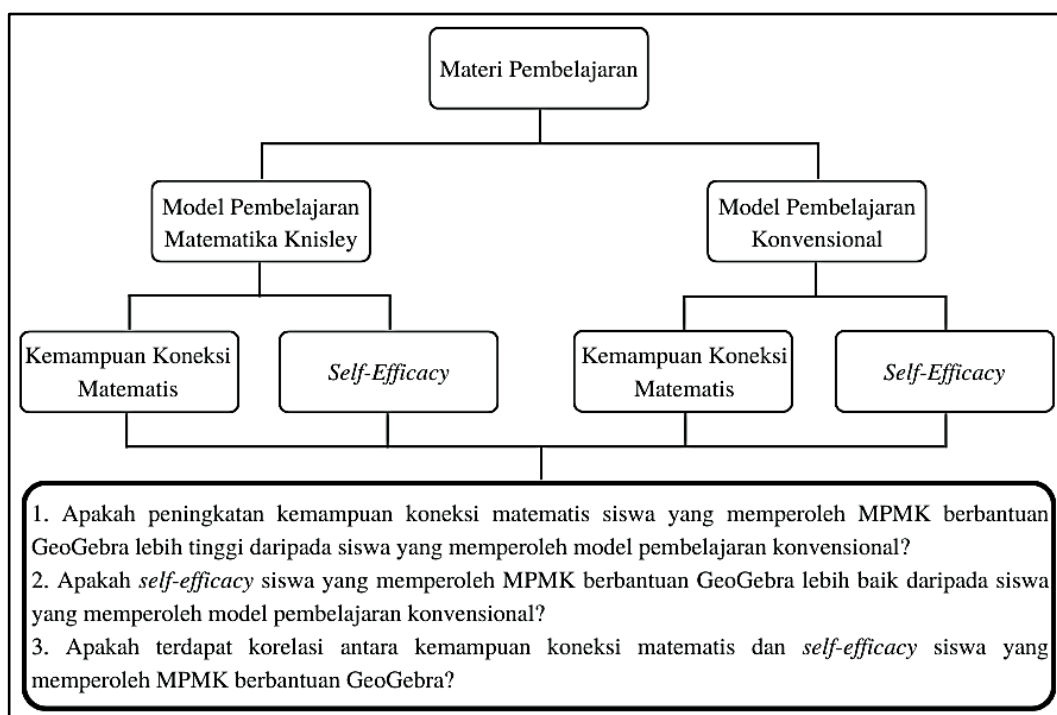 Materi Pembelajaran
Model Pembelajaran
Matematika Knisley
Model Pembelajaran
Konvensional
Kemampuan Koneksi
Matematis
Self-Efficacy
Kemampuan Koneksi
Matematis
Self-Efficacy
1. Apakah peningkatan kemampuan koneksi matematis siswa yang memperoleh MPMK berbantuan
GeoGebra lebih tinggi daripada siswa yang memperoleh model pembelajaran konvensional?
2. Apakah self-efficacy siswa yang memperoleh MPMK berbantuan GeoGebra lebih baik daripada siswa
yang memperoleh model pembelajaran konvensional?
3. Apakah terdapat korelasi antara kemampuan koneksi matematis dan self-efficacy siswa yang
memperoleh MPMK berbantuan GeoGebra?